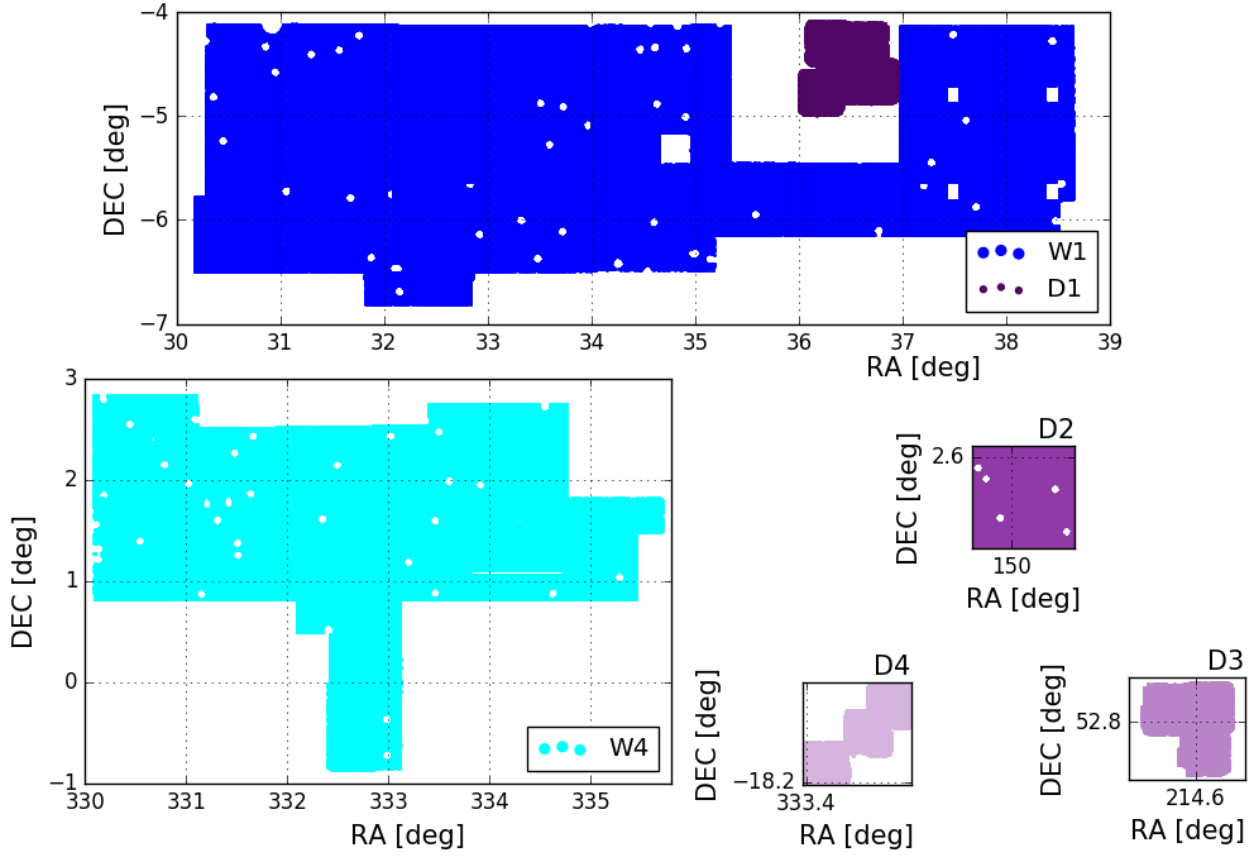 −4
−5
−6
−7
DEC [deg]
30 31 32 33 34 35 36 37 38 39
RA [deg]
W1
D1
3
2
1
0
−1
DEC [deg]
330 331 332 333 334 335
RA [deg]
W4
D2
2.6
DEC [deg]
150
RA [deg]
D4
DEC [deg]
−18.2
333.4
RA [deg]
D3
DEC [deg]
52.8
214.6
RA [deg]